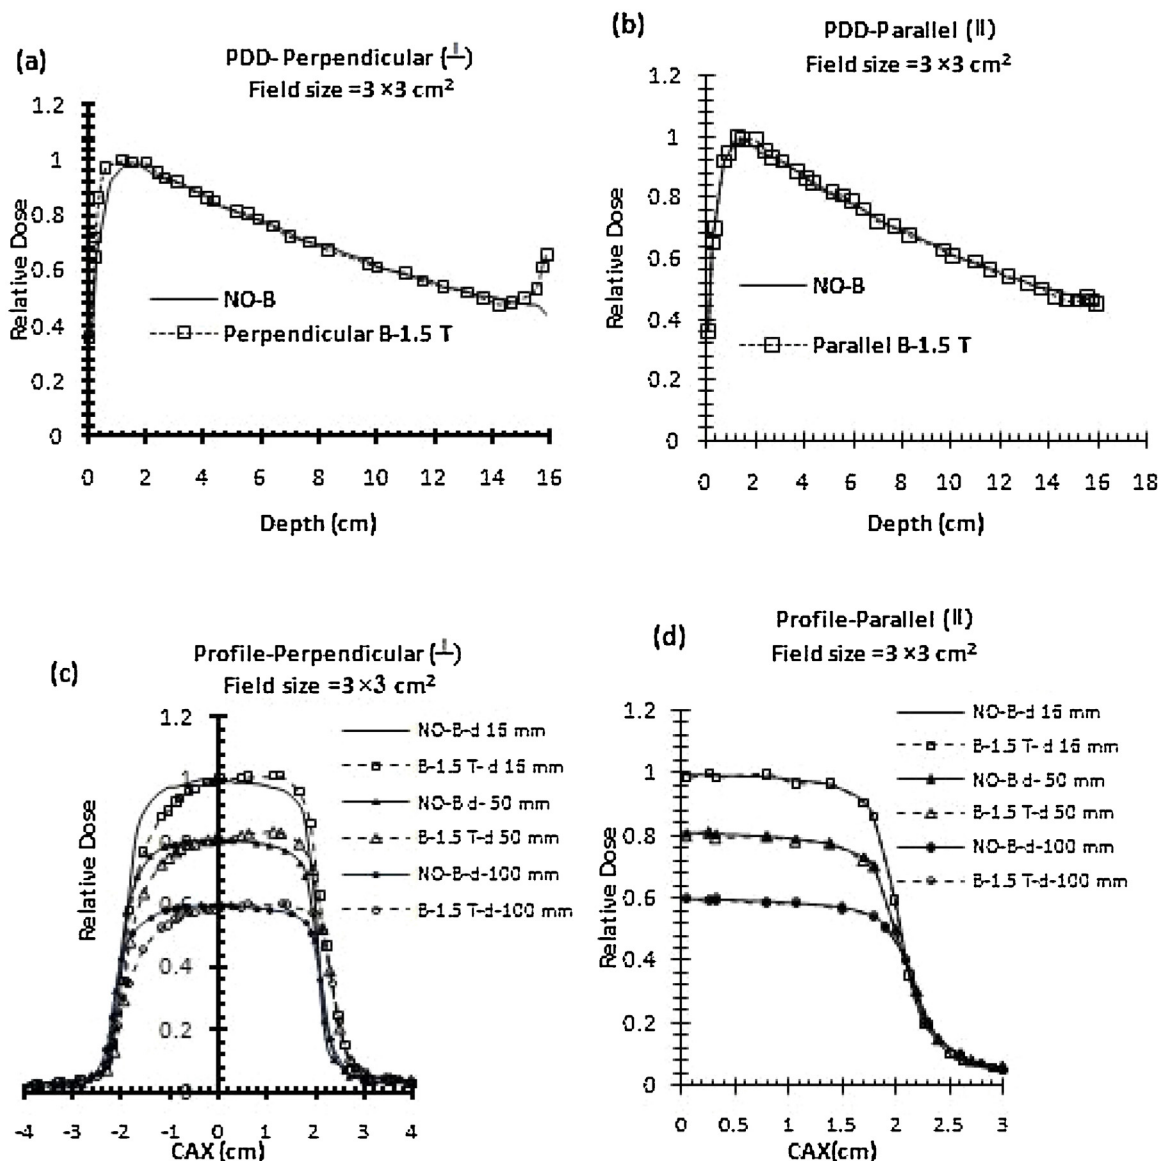 (a)
PDD- Perpendicular (⊥)
Field size =3 ×3 cm²
1.2
1
0.8
0.6
0.4
0.2
0
Relative Dose
NO-B
Perpendicular B-1.5 T
0 2 4 6 8 10 12 14 16
Depth (cm)
(b)
PDD-Parallel (II)
Field size =3 ×3 cm²
1.2
1
0.8
0.6
0.4
0.2
0
Relative Dose
NO-B
Parallel B-1.5 T
0 2 4 6 8 10 12 14 16 18
Depth (cm)
(c)
Profile-Perpendicular (⊥)
Field size =3 ×3 cm²
1.2
1
0.4
0.2
0
Relative Dose
NO-B-d 16 mm
B-1.5 T- d 16 mm
NO-B d- 50 mm
B-1.5 T-d 50 mm
NO-B-d-100 mm
B-1.5 T-d-100 mm
-4 -3 -2 -1 0 1 2 3 4
CAX(cm)
(d)
Profile-Parallel (II)
Field size =3 ×3 cm²
1.2
1
0.8
0.6
0.4
0.2
0
Relative Dose
NO-B-d 16 mm
B-1.5 T- d 16 mm
NO-B d- 50 mm
B-1.5 T-d 50 mm
NO-B-d-100 mm
B-1.5 T-d-100 mm
0 0.5 1 1.5 2 2.5 3
CAX(cm)